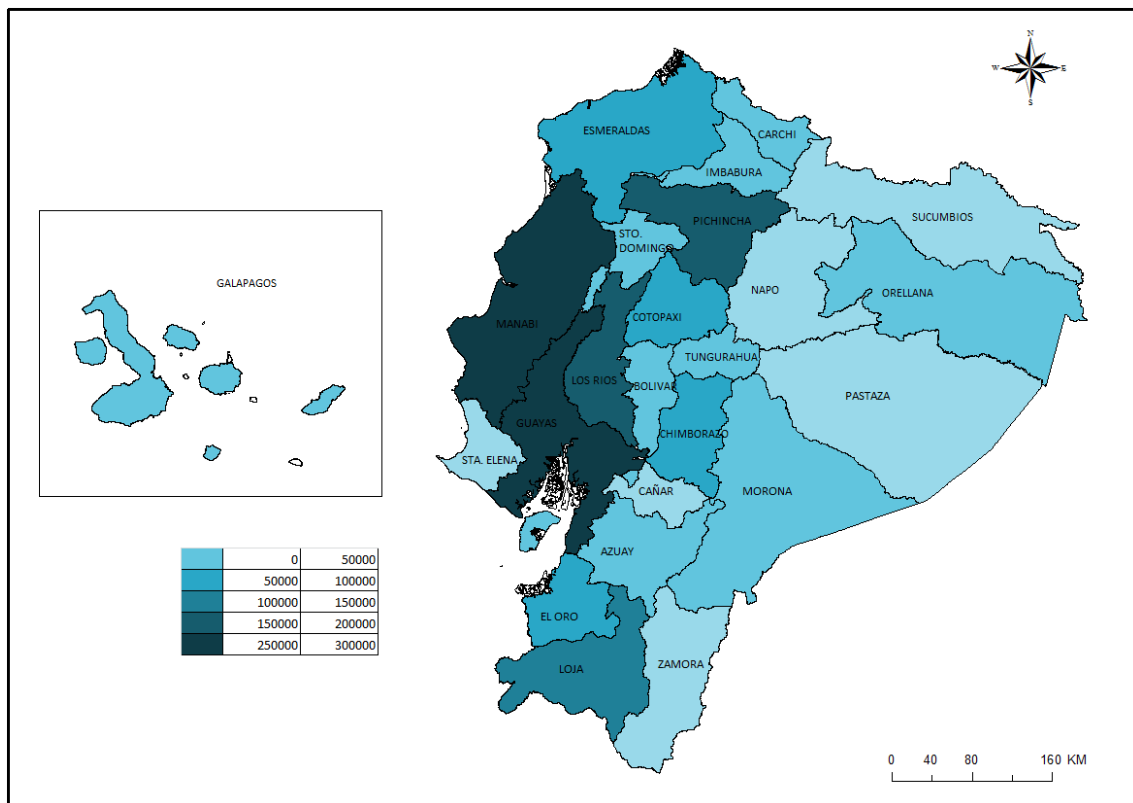 N
W E
S
ESMERALDAS
CARCHI
IMBABURA
SUCUMBIOS
PICHINCHA
STO.
DOMINGO
GALAPAGOS
NAPO
ORELLANA
MANABI
COTOPAXI
TUNGURAHUA
LOS RIOS
BOLIVAR
PASTAZA
GUAYAS
CHIMBORAZO
STA. ELENA
CAÑAR
MORONA
AZUAY
0 50000
50000 100000
100000 150000
150000 200000
250000 300000
EL ORO
LOJA
ZAMORA
0 40 80 160 KM